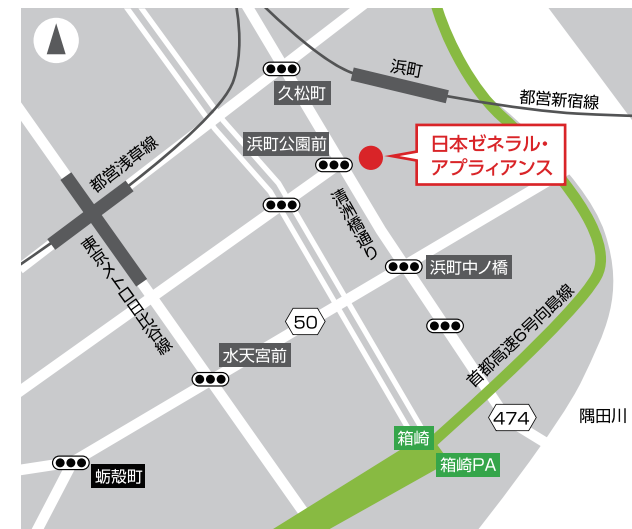 浜町
都営新宿線
久松町
浜町公園前
日本ゼネラル・
アプライアンス
都営浅草線
清洲橋通り
東京メトロ日比谷線
浜町中ノ橋
50
水天宮前
首都高速6号向島線
474
隅田川
箱崎
箱崎PA
蛎殻町